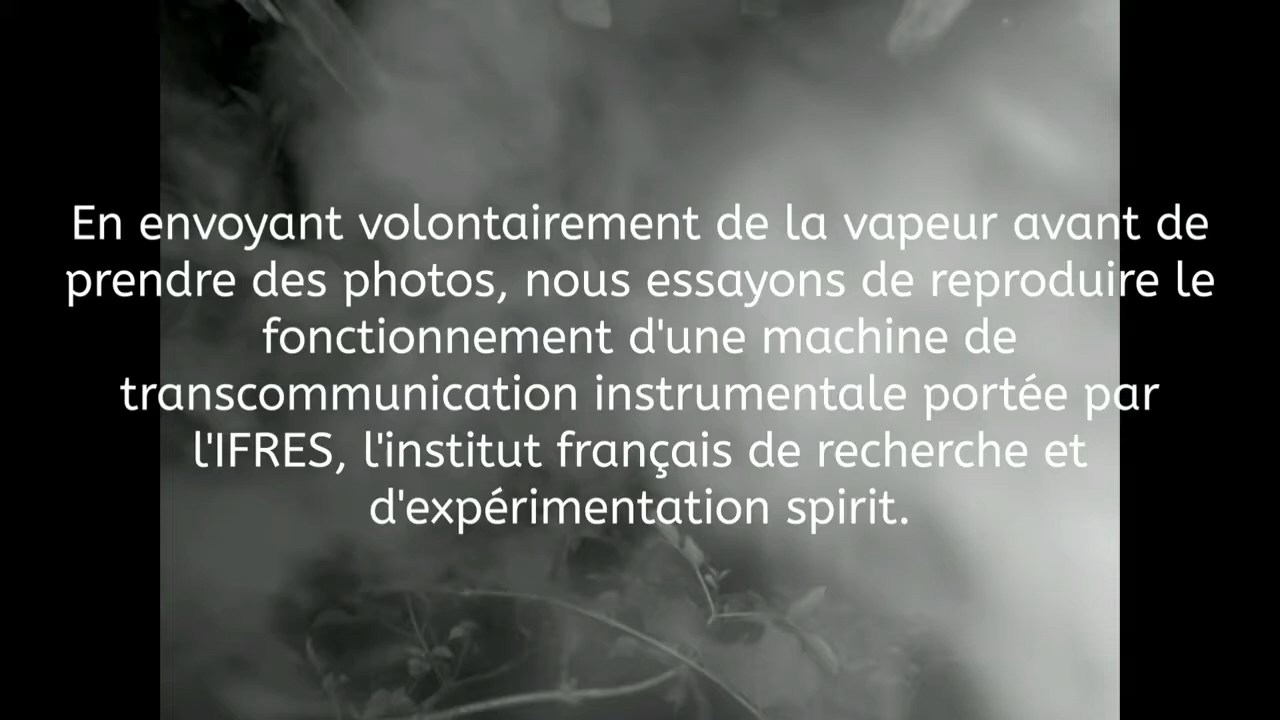 En envoyant volontairement de la vapeur avant de
prendre des photos, nous essayons de reproduire le
fonctionnement d'une machine de
transcommunication instrumentale portée par
l'IFRES, l'institut français de recherche et
d'expérimentation spirit.